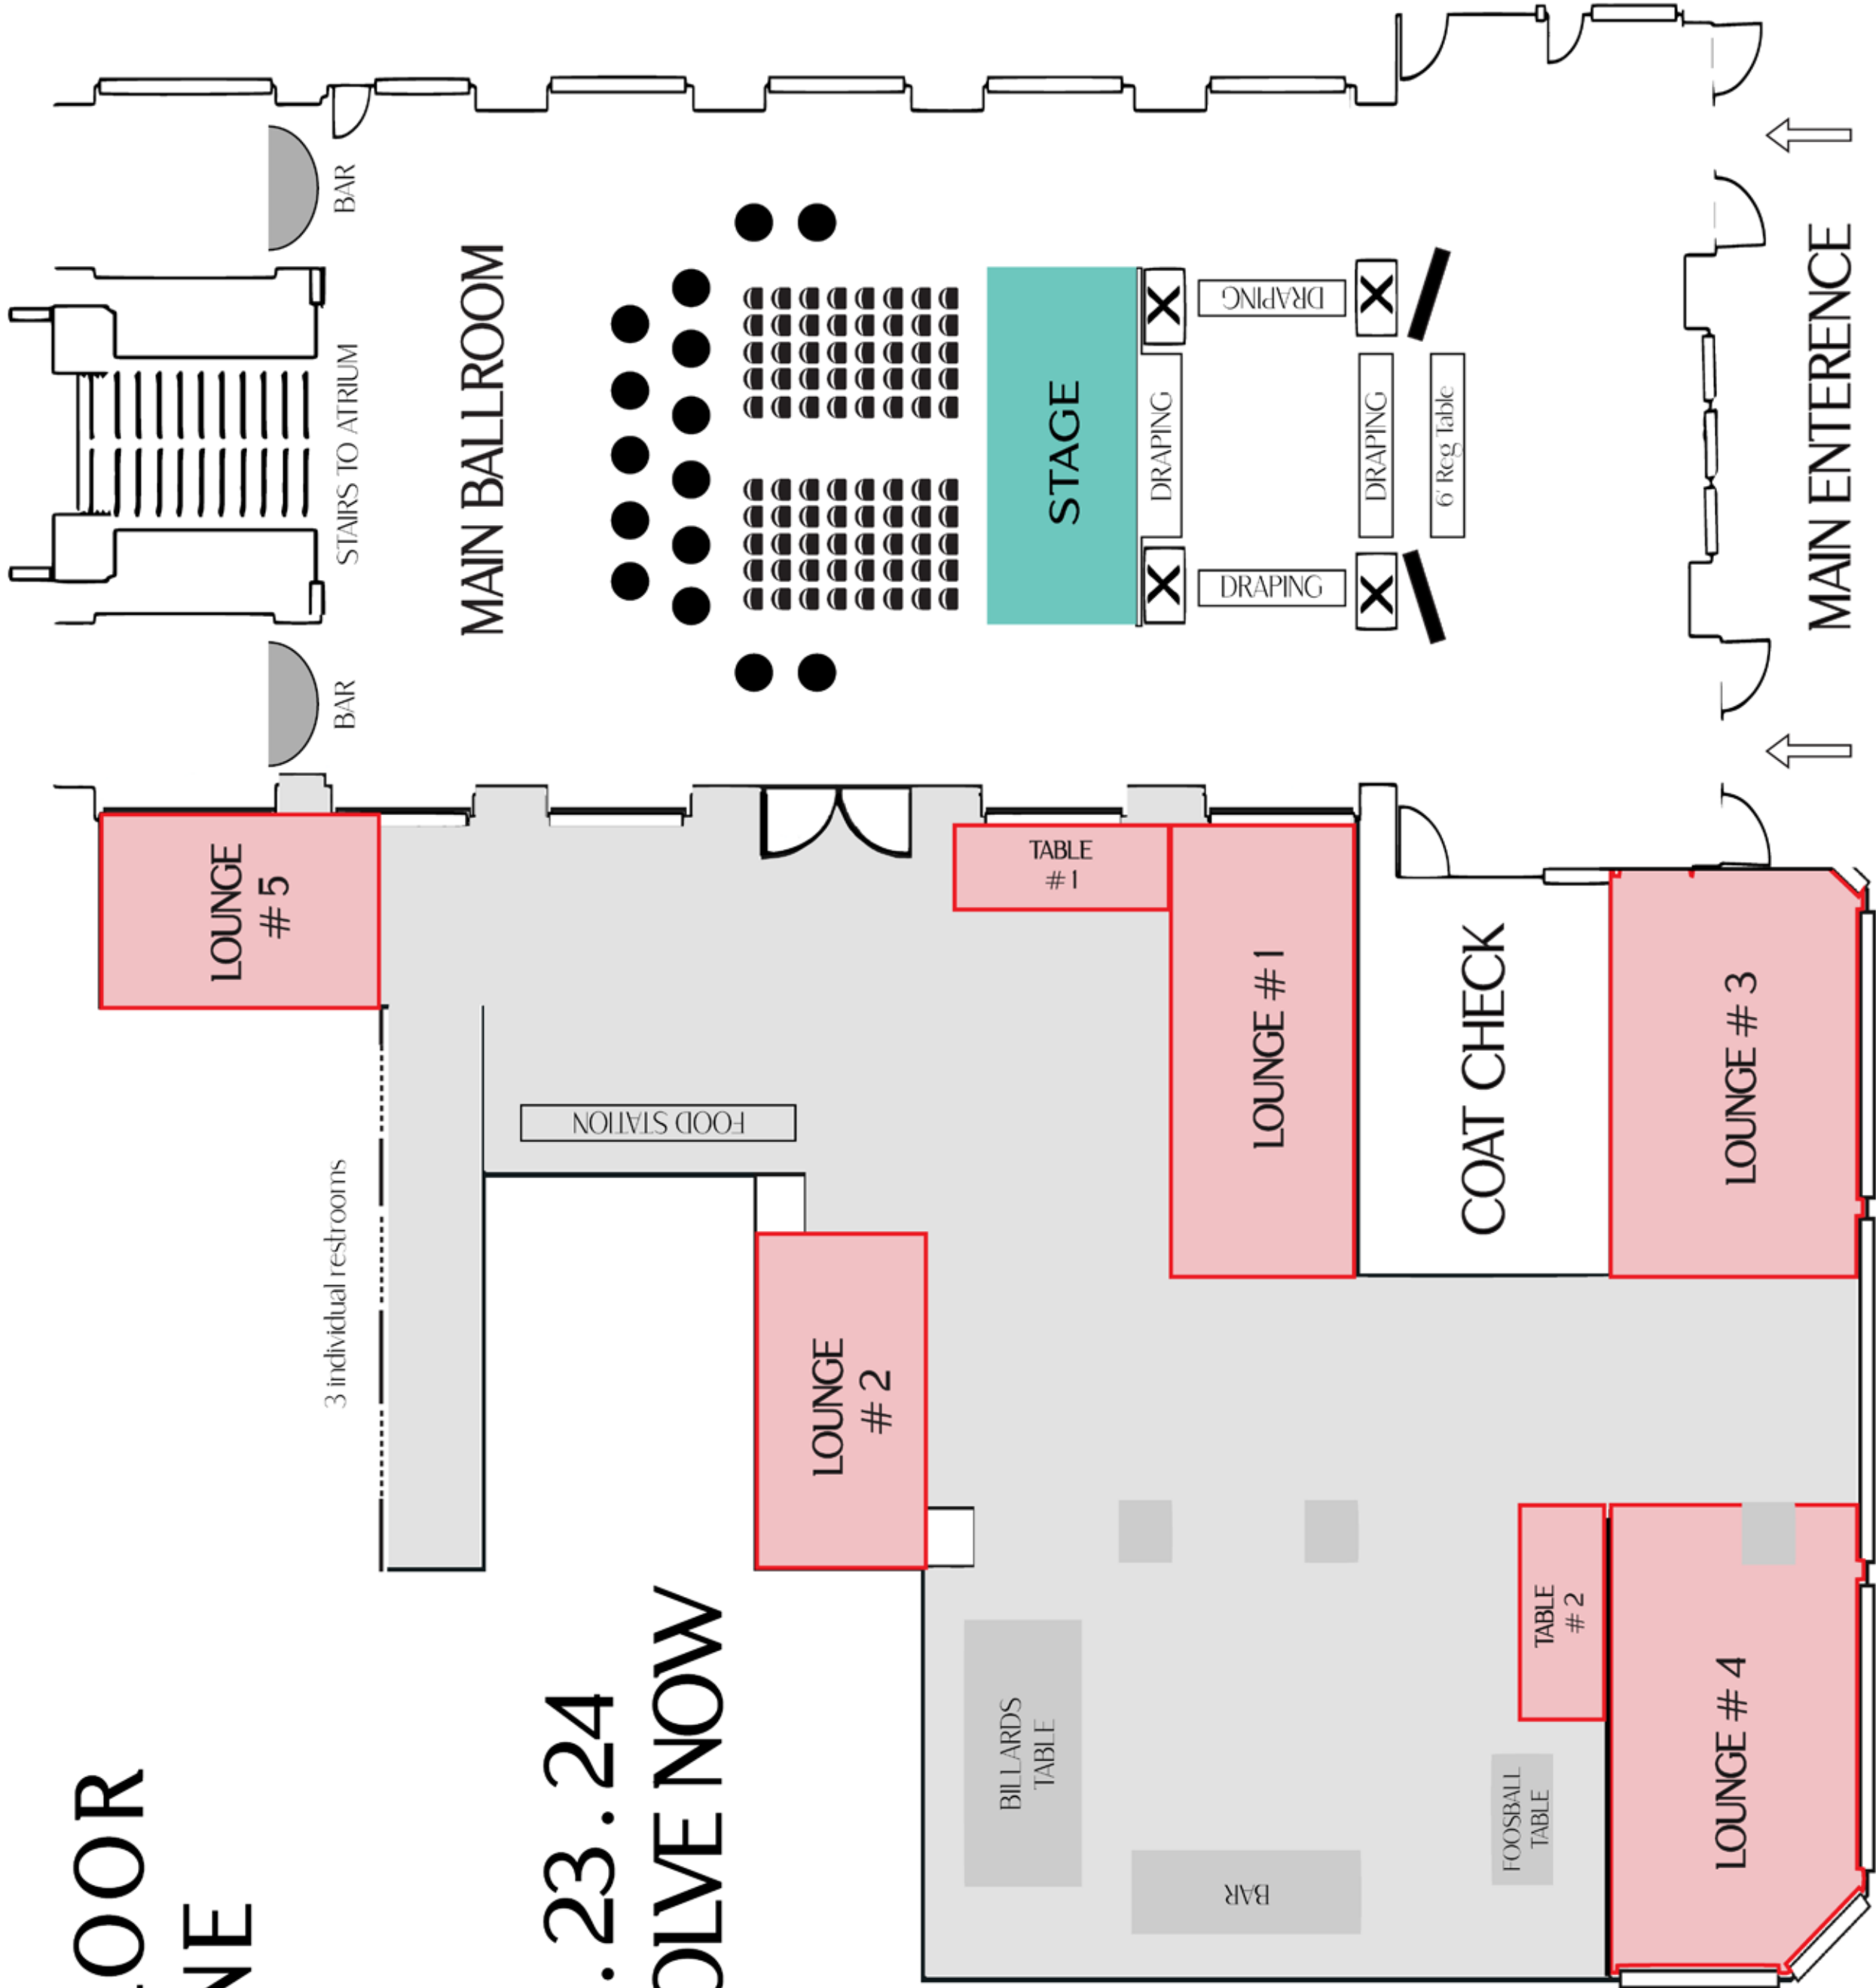 BAR
STAIRS TO ATRIUM
BAR
MAIN BALLROOM
STAGE
DRAPING
DRAPING
DRAPING
DRAPING
6' Reg Table
MAIN ENTERENCE
LOUNGE
# 5
TABLE
# 1
LOUNGE # 1
COAT CHECK
LOUNGE # 3
FOOD STATION
3 individual restrooms
LOUNGE
# 2
TABLE
# 2
LOUNGE # 4
BILLARDS
TABLE
FOOSBALL
TABLE
BAR
OOR
NE
. 23 . 24
OLVE NOW